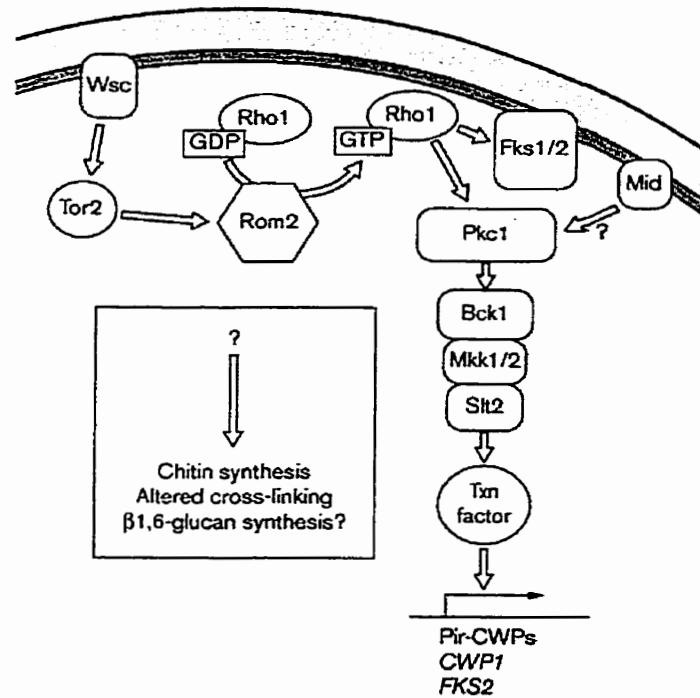 Wsc
Rho1
GDP
Rho1
GTP
Fks1/2
Mid
Tor2
Rom2
Pkc1
?
Bck1
Mkk1/2
Slt2
?
Chitin synthesis
Altered cross-linking
β1,6-glucan synthesis?
Txn
factor
Pir-CWPs
CWP1
FKS2